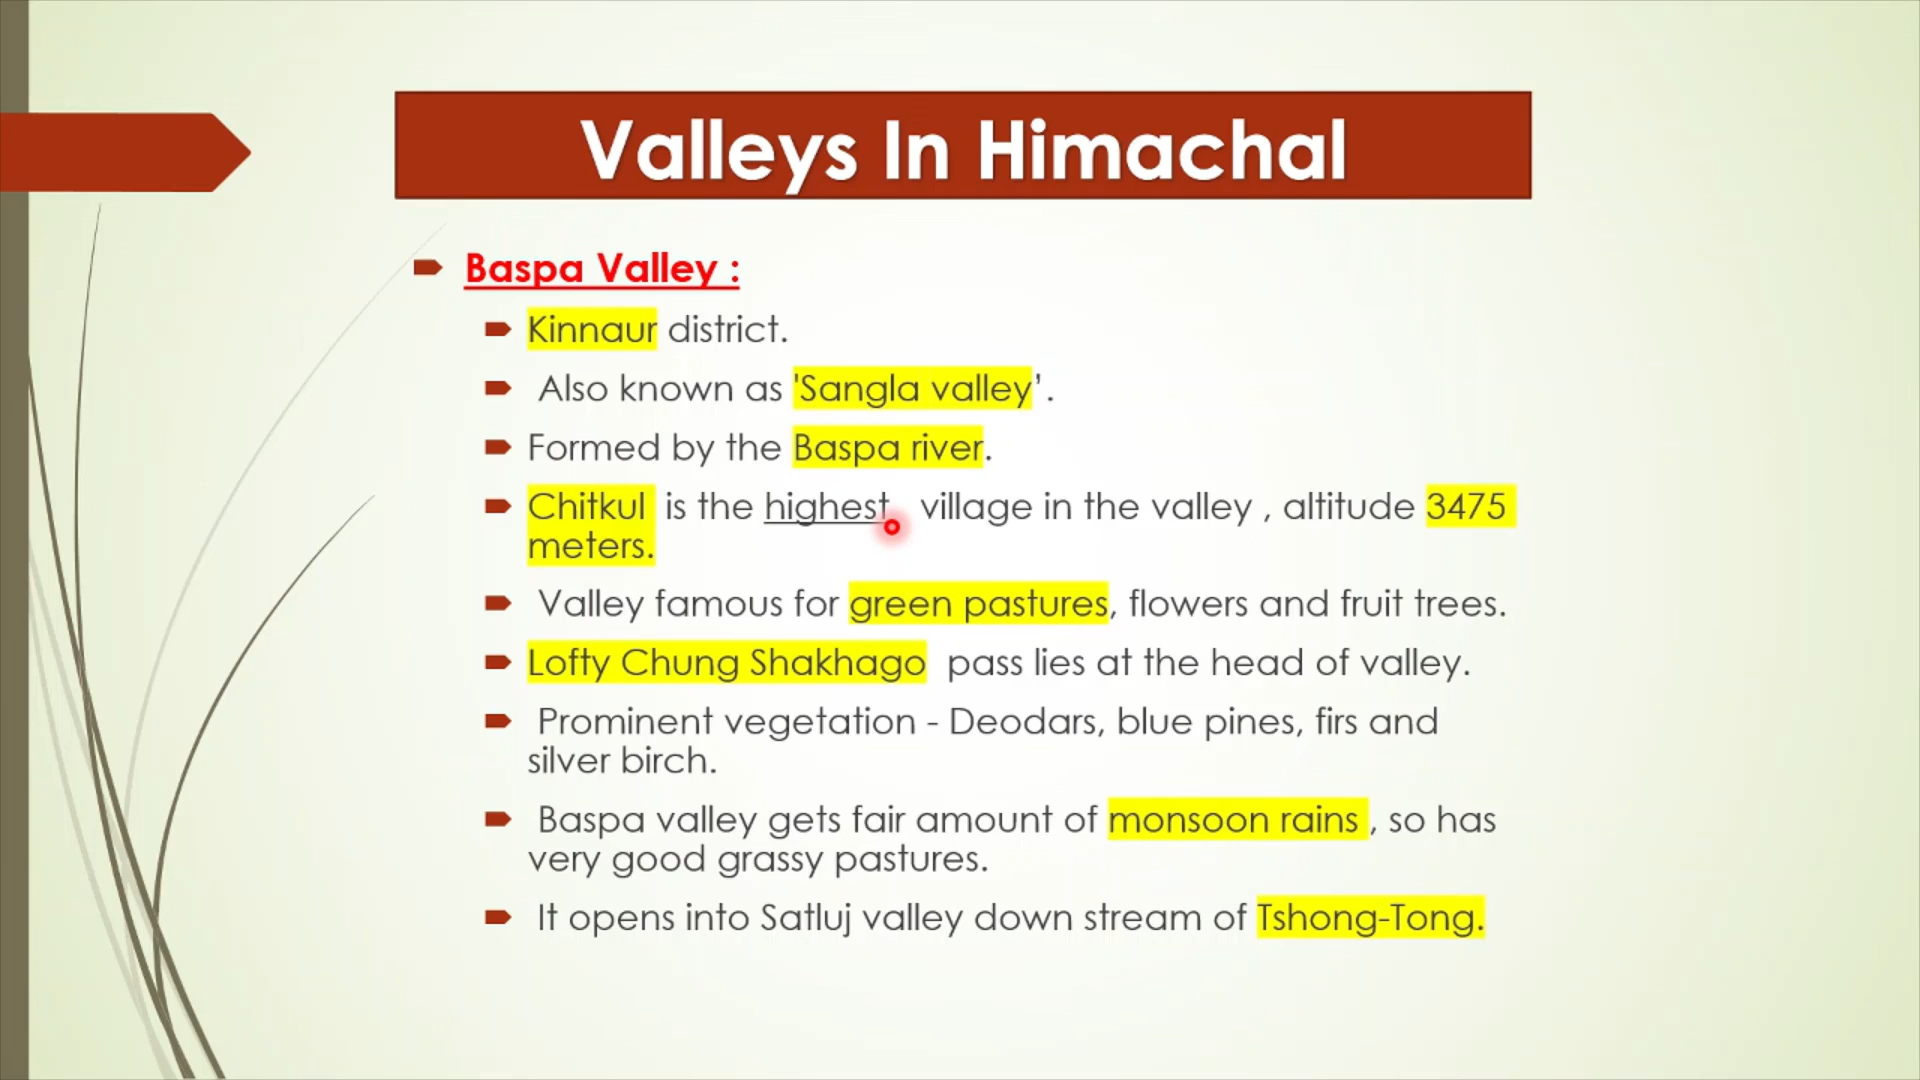 Valleys In Himachal
Baspa Valley :
Kinnaur district.
Also known as 'Sangla valley’.
Formed by the Baspa river.
Chitkul is the highest village in the valley , altitude 3475
meters.
Valley famous for green pastures, flowers and fruit trees.
Lofty Chung Shakhago pass lies at the head of valley.
Prominent vegetation - Deodars, blue pines, firs and
silver birch.
Baspa valley gets fair amount of monsoon rains , so has
very good grassy pastures.
It opens into Satluj valley down stream of Tshong-Tong.